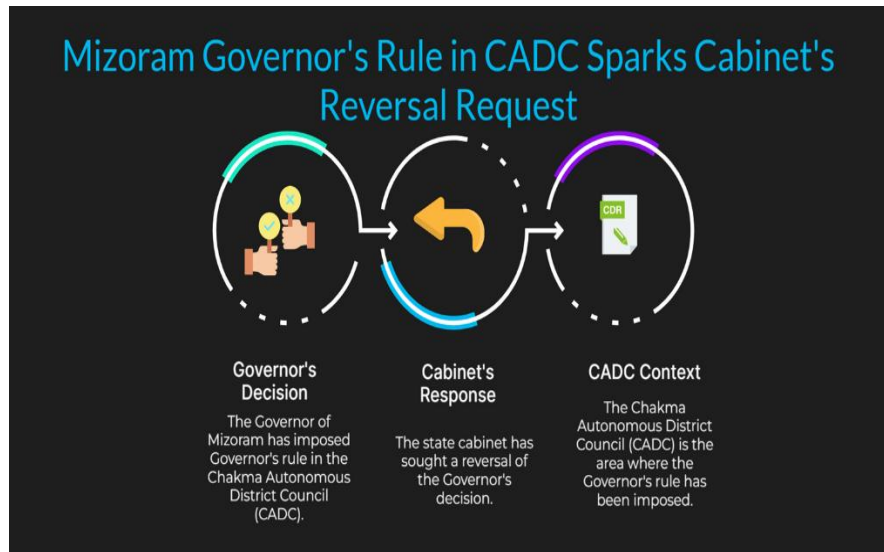 Mizoram Governor's Rule in CADC Sparks Cabinet's
Reversal Request
CDR
Governor's
Decision
The Governor of
Mizoram has imposed
Governor's rule in the
Chakma Autonomous
District Council
(CADC).
Cabinet's
Response
The state cabinet has
sought a reversal of
the Governor's
decision.
CADC Context
The Chakma
Autonomous District
Council (CADC) is the
area where the
Governor's rule has
been imposed.